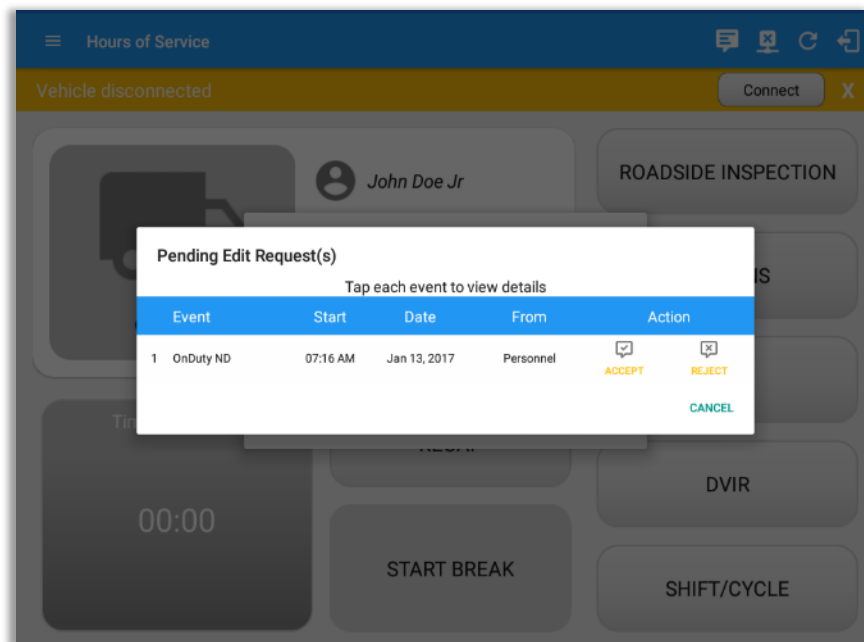 Hours of Service
Vehicle disconnected
Connect
X
John Doe Jr
ROADSIDE INSPECTION
Pending Edit Request(s)
Tap each event to view details
Event Start Date From Action
1 OnDuty ND 07:16 AM Jan 13, 2017 Personnel ACCEPT REJECT
CANCEL
DVIR
00:00
START BREAK
SHIFT/CYCLE